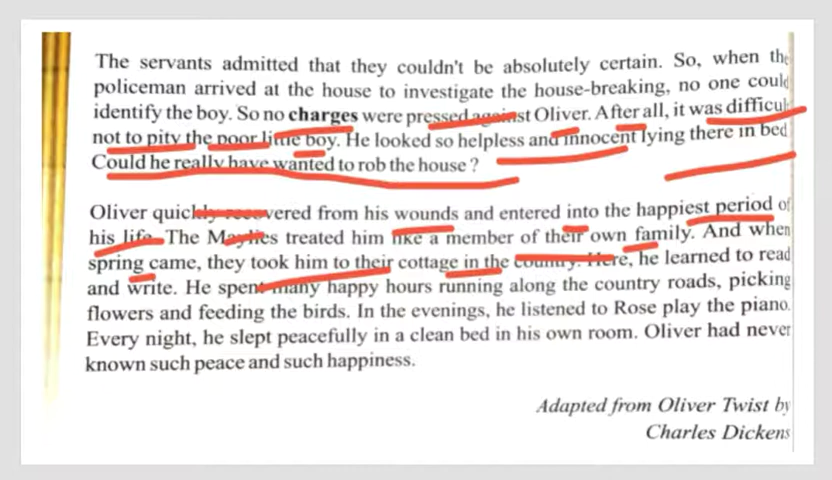 The servants admitted that they couldn't be absolutely certain. So, when the
policeman arrived at the house to investigate the house-breaking, no one could
identify the boy. So no charges were pressed against Oliver. After all, it was difficul
not to pity the poor little boy. He looked so helpless and innocent lying there in bed
Could he really have wanted to rob the house ?
Oliver quickly recovered from his wounds and entered into the happiest period of
his life. The Maylies treated him like a member of their own family. And when
spring came, they took him to their cottage in the country. Here, he learned to read
and write. He spent many happy hours running along the country roads, picking
flowers and feeding the birds. In the evenings, he listened to Rose play the piano.
Every night, he slept peacefully in a clean bed in his own room. Oliver had never
known such peace and such happiness.
Adapted from Oliver Twist by
Charles Dickens